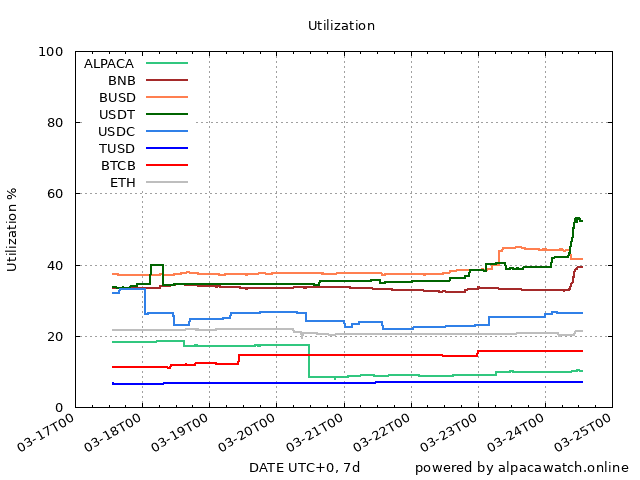 Utilization
100
80
60
40
20
0
Utilization %
ALPACA
BNB
BUSD
USDT
USDC
TUSD
BTCB
ETH
03-17T00
03-18T00
03-19T00
03-20T00
03-21T00
03-22T00
03-23T00
03-24T00
03-25T00
DATE UTC+0, 7d
powered by alpacawatch.online